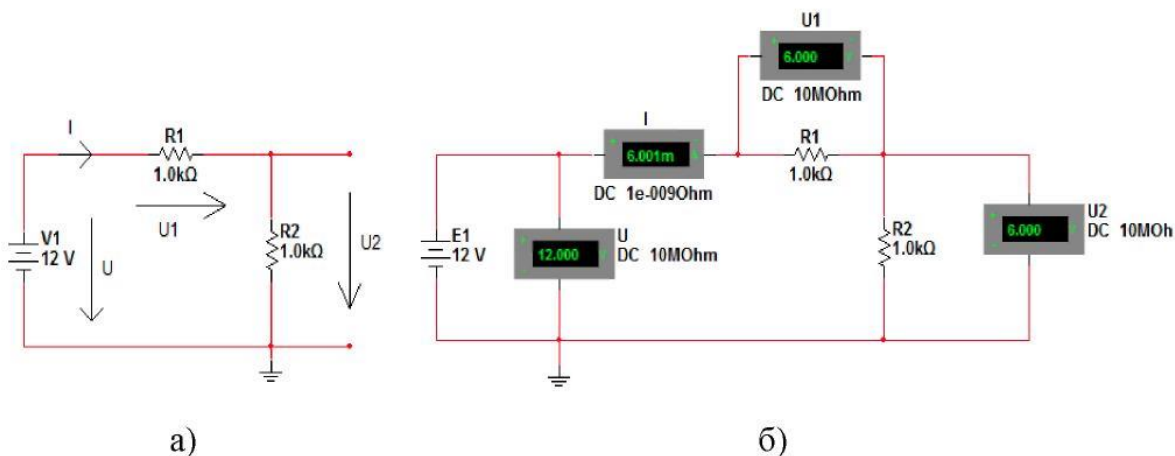 I
R1
1.0kΩ
U1
V1
12 V
U
R2
1.0kΩ
U2
а)
U1
6.000
DC 10MOhm
I
6.001m
DC 1e-009Ohm
R1
1.0kΩ
E1
12 V
12.000 V
U
DC 10MOhm
R2
1.0kΩ
6.000
U2
DC 10MOh
б)